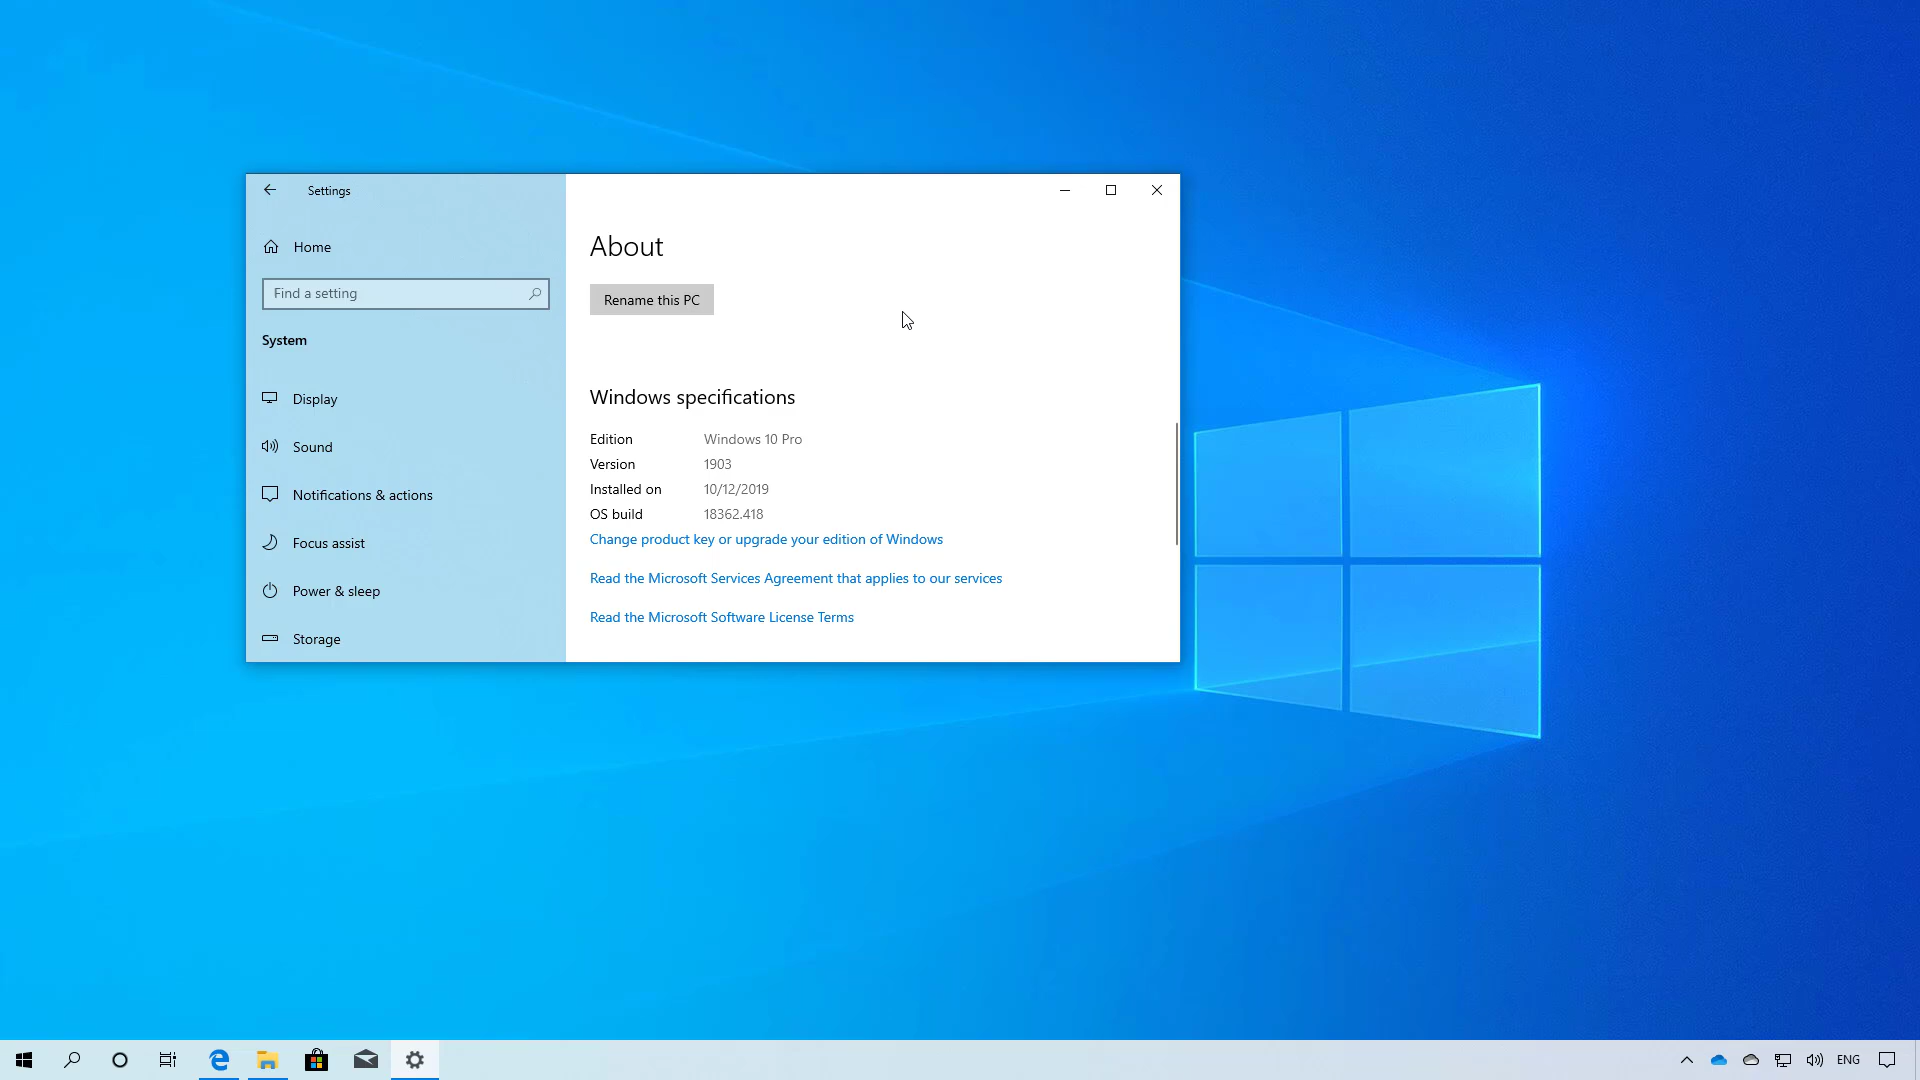 Settings
Home
Find a setting
System
Display
Sound
Notifications & actions
Focus assist
Power & sleep
Storage
About
Rename this PC
Windows specifications
Edition Windows 10 Pro
Version 1903
Installed on 10/12/2019
OS build 18362.418
Change product key or upgrade your edition of Windows
Read the Microsoft Services Agreement that applies to our services
Read the Microsoft Software License Terms
ENG